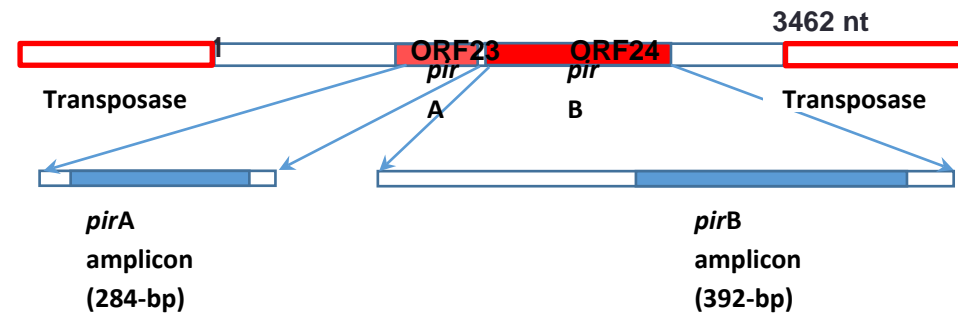 3462 nt
1
ORF23
ORF24
pir
A
pir
B
Transposase
Transposase
pirA
amplicon
(284-bp)
pirB
amplicon
(392-bp)